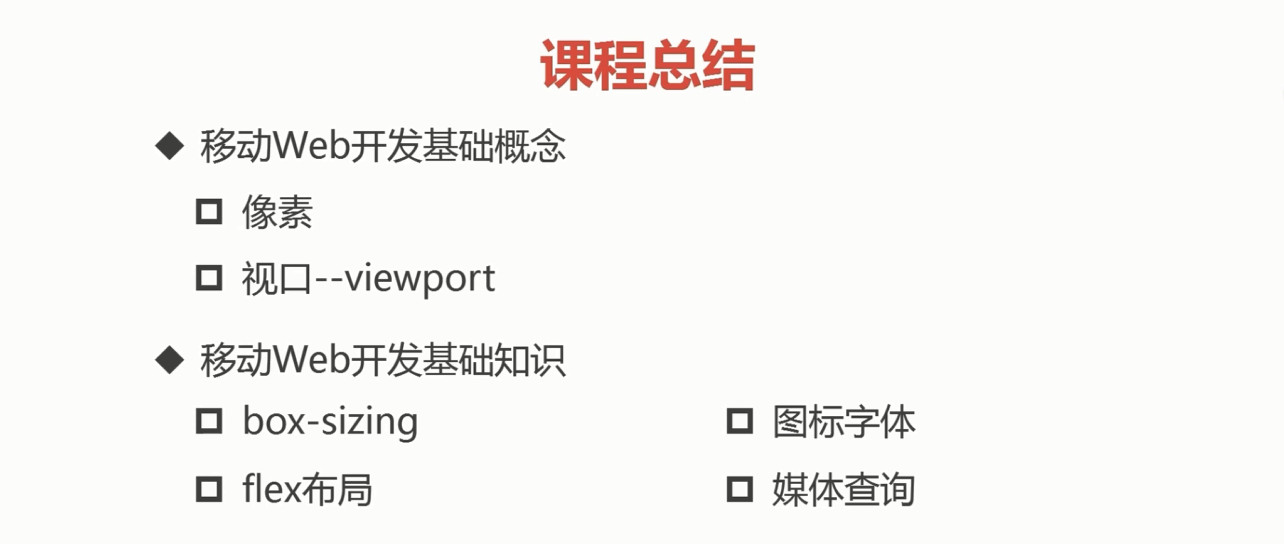 课程总结
移动Web开发基础概念
像素
视口--viewport
移动Web开发基础知识
box-sizing
图标字体
flex布局
媒体查询